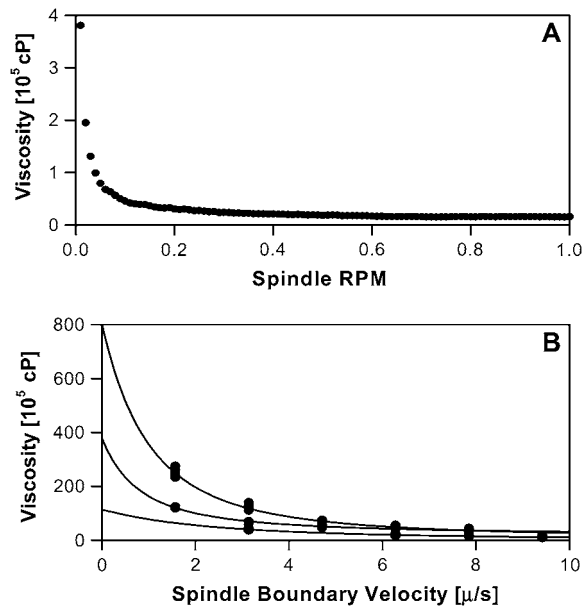 A
Viscosity [10⁵ cP]
4
3
2
1
0
0.0 0.2 0.4 0.6 0.8 1.0
Spindle RPM
B
Viscosity [10⁵ cP]
800
600
400
200
0
0 2 4 6 8 10
Spindle Boundary Velocity [μ/s]